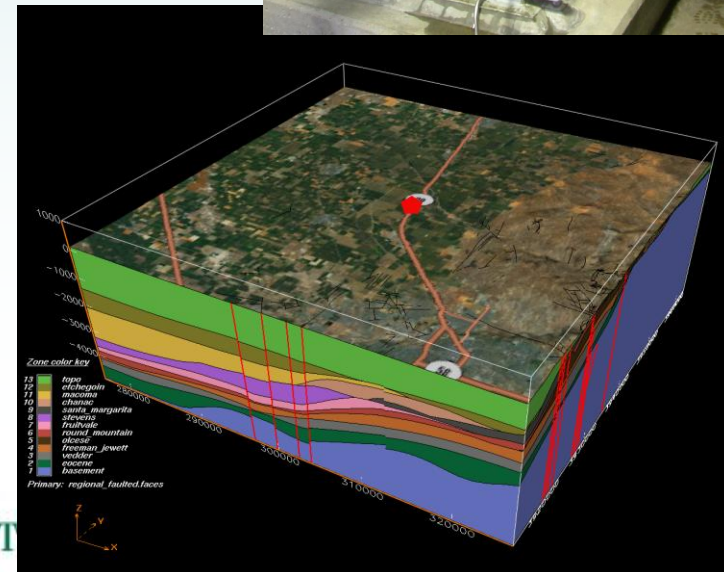 1000
0
-1000
-2000
-3000
-4000
Zone color key
13 topo
12 etchegoin
11 macoma
10 chanac
9 santa_margarita
8 stevens
7 fruitvale
6 round_mountain
5 olcese
4 freeman_jewett
3 vedder
2 eocene
1 basement
Primary: regional_faulted.faces
280000
290000
300000
310000
320000
58
Z
Y
X
T